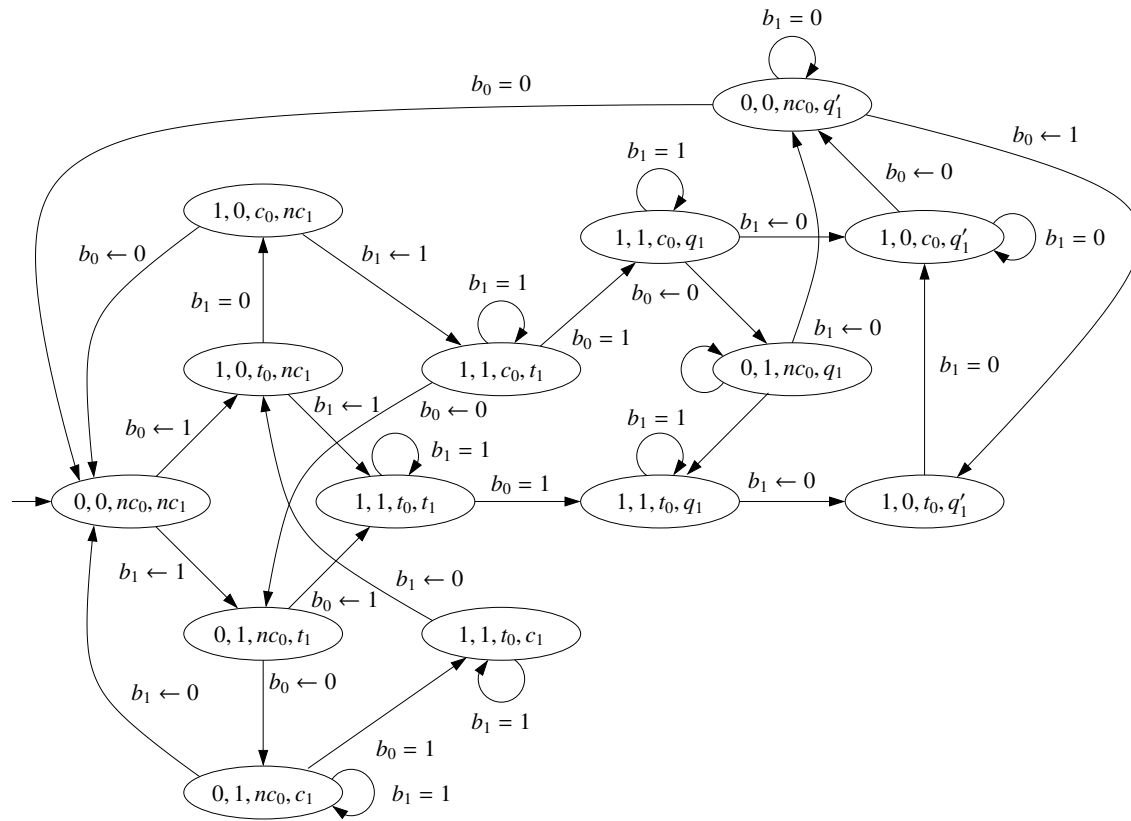 b₁ = 0
b₀ = 0
0, 0, nc₀, q′₁
b₀ ← 1
b₁ = 1
b₀ ← 0
1, 0, c₀, nc₁
1, 1, c₀, q₁
b₁ ← 0
1, 0, c₀, q′₁
b₁ = 0
b₀ ← 0
b₁ ← 1
b₁ = 1
b₀ ← 0
b₁ = 0
b₀ = 1
b₁ ← 0
1, 0, t₀, nc₁
1, 1, c₀, t₁
0, 1, nc₀, q₁
b₁ = 0
b₁ ← 1
b₀ ← 0
b₀ ← 1
b₁ = 1
b₁ = 1
b₀ = 1
b₁ ← 0
0, 0, nc₀, nc₁
1, 1, t₀, t₁
1, 1, t₀, q₁
1, 0, t₀, q′₁
b₁ ← 1
b₀ ← 1
b₁ ← 0
0, 1, nc₀, t₁
1, 1, t₀, c₁
b₁ ← 0
b₀ ← 0
b₁ = 1
b₀ = 1
0, 1, nc₀, c₁
b₁ = 1